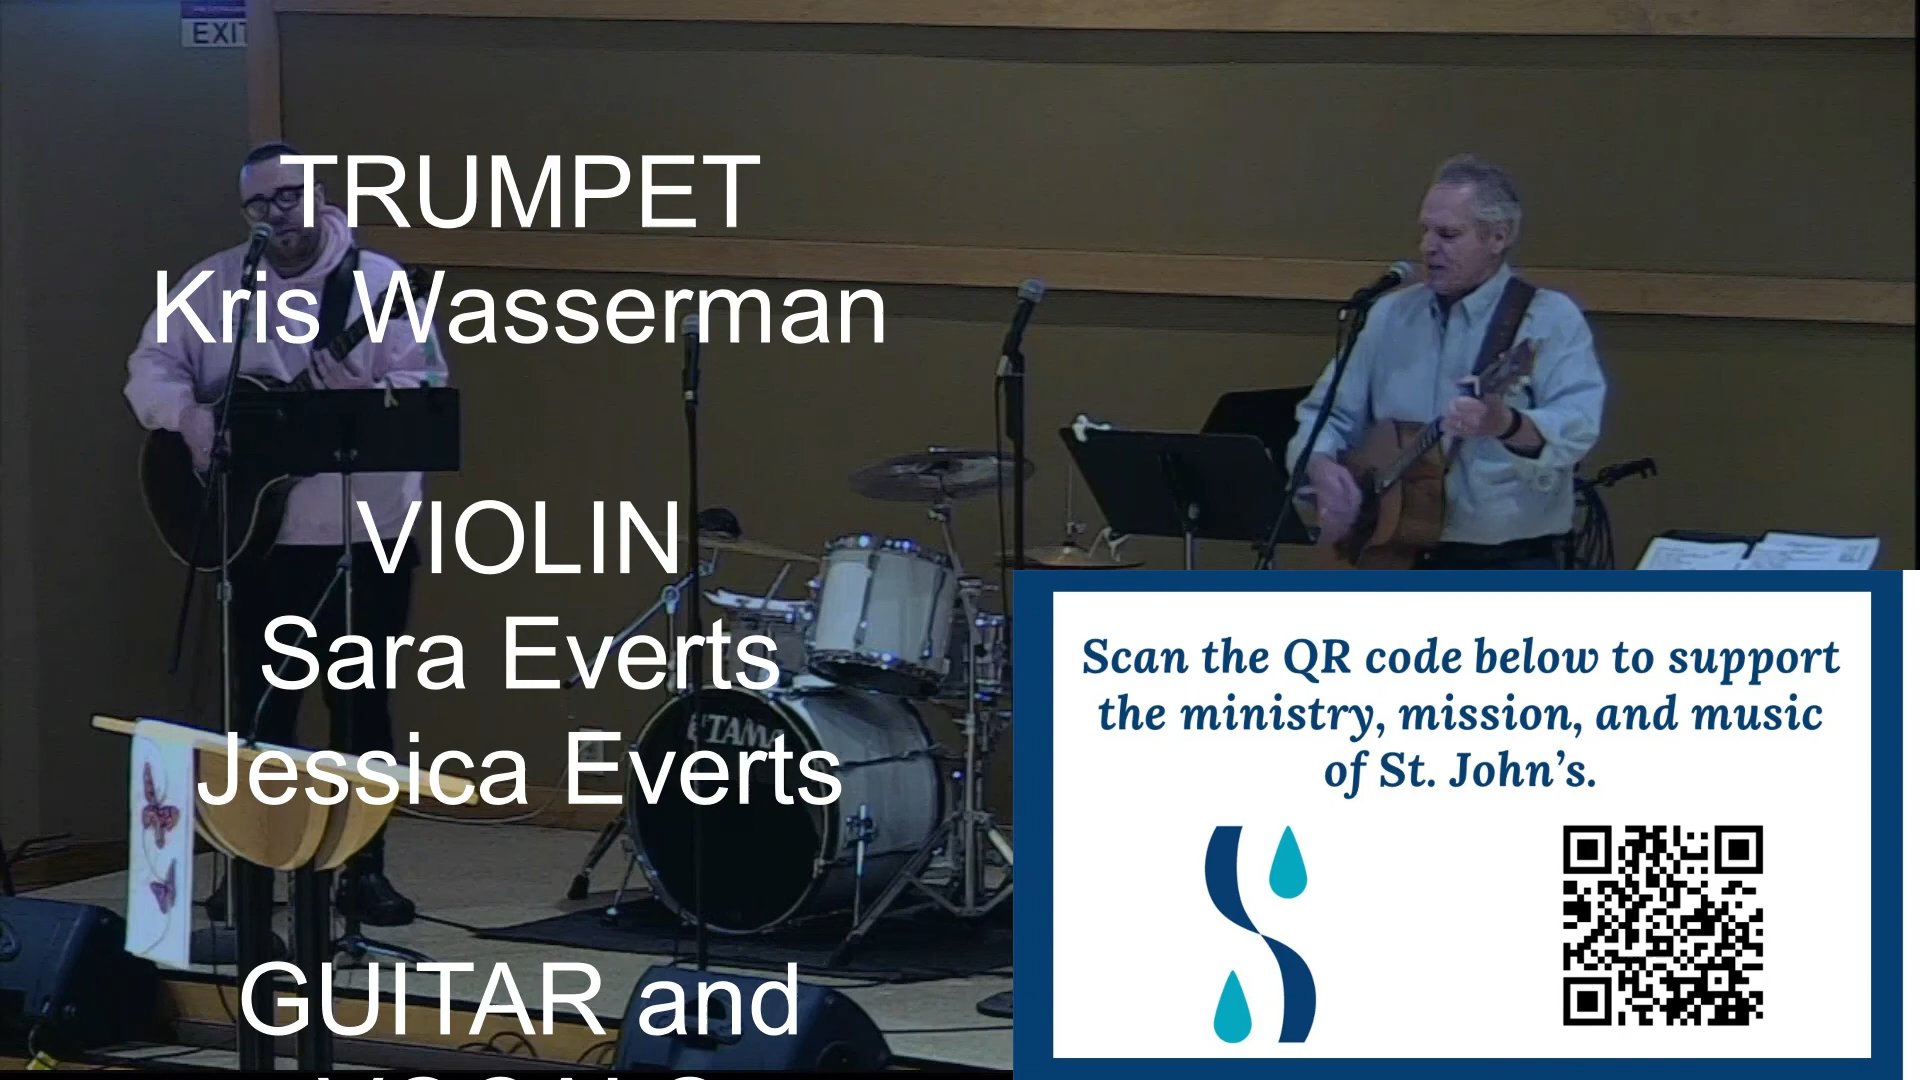 EXIT
TRUMPET
Kris Wasserman
VIOLIN
Sara Everts
Jessica Everts
TAMA
GUITAR and
VOCALS
Scan the QR code below to support
the ministry, mission, and music
of St. John's.